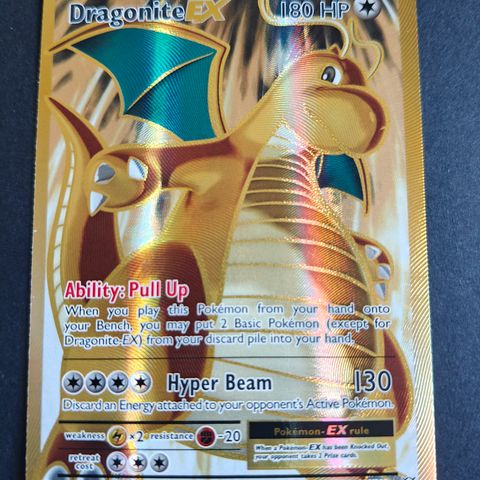 Dragonite EX 180 HP
Ability: Pull Up
When you play this Pokémon from your hand onto
your Bench, you may put 2 Basic Pokémon (except for
Dragonite-EX) from your discard pile into your hand.
Hyper Beam 130
Discard an Energy attached to your opponent's Active Pokémon.
weakness ×2 resistance -20
Pokémon-EX rule
When a Pokémon-EX has been Knocked Out,
your opponent takes 2 Prize cards.
retreat
cost